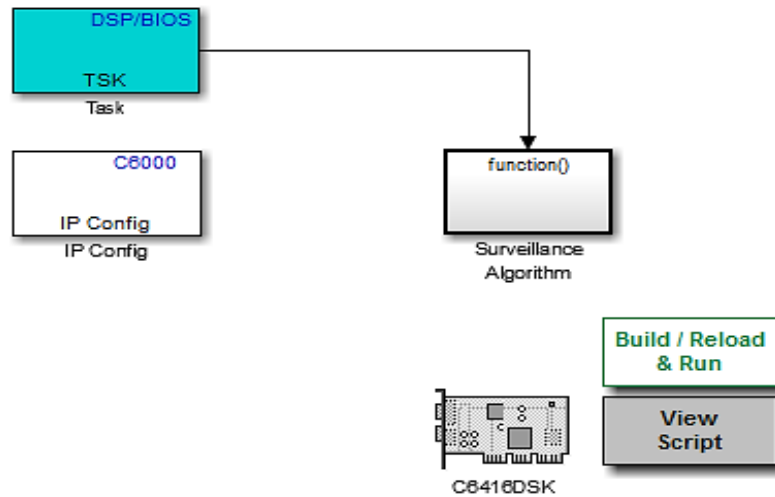 DSP/BIOS
TSK
Task
C6000
IP Config
IP Config
function()
Surveillance
Algorithm
Build / Reload
& Run
View
Script
C6416DSK